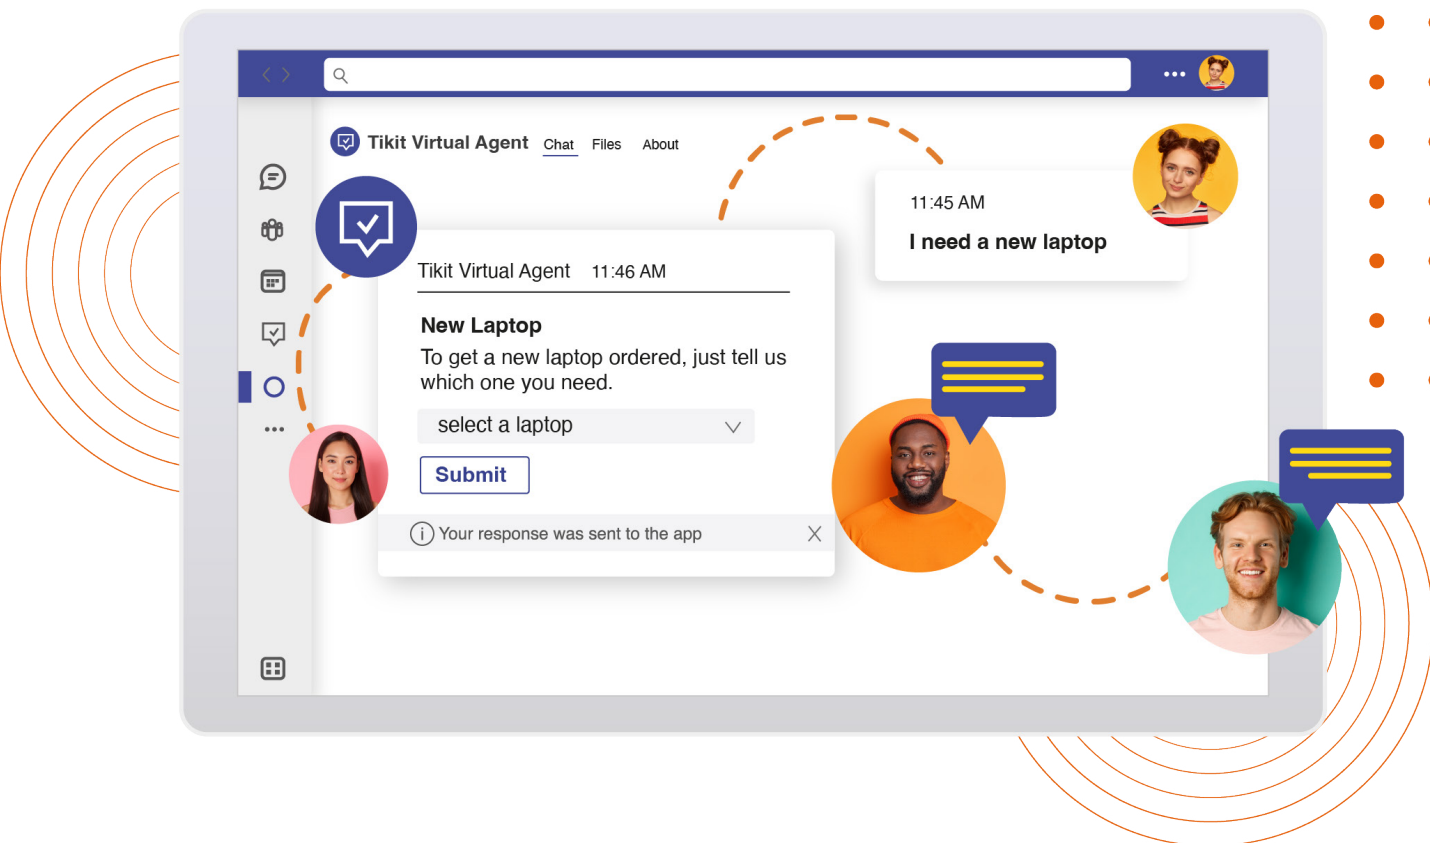 Tikit Virtual Agent Chat Files About
11:45 AM
I need a new laptop
Tikit Virtual Agent 11:46 AM
New Laptop
To get a new laptop ordered, just tell us
which one you need.
select a laptop
Submit
Your response was sent to the app X